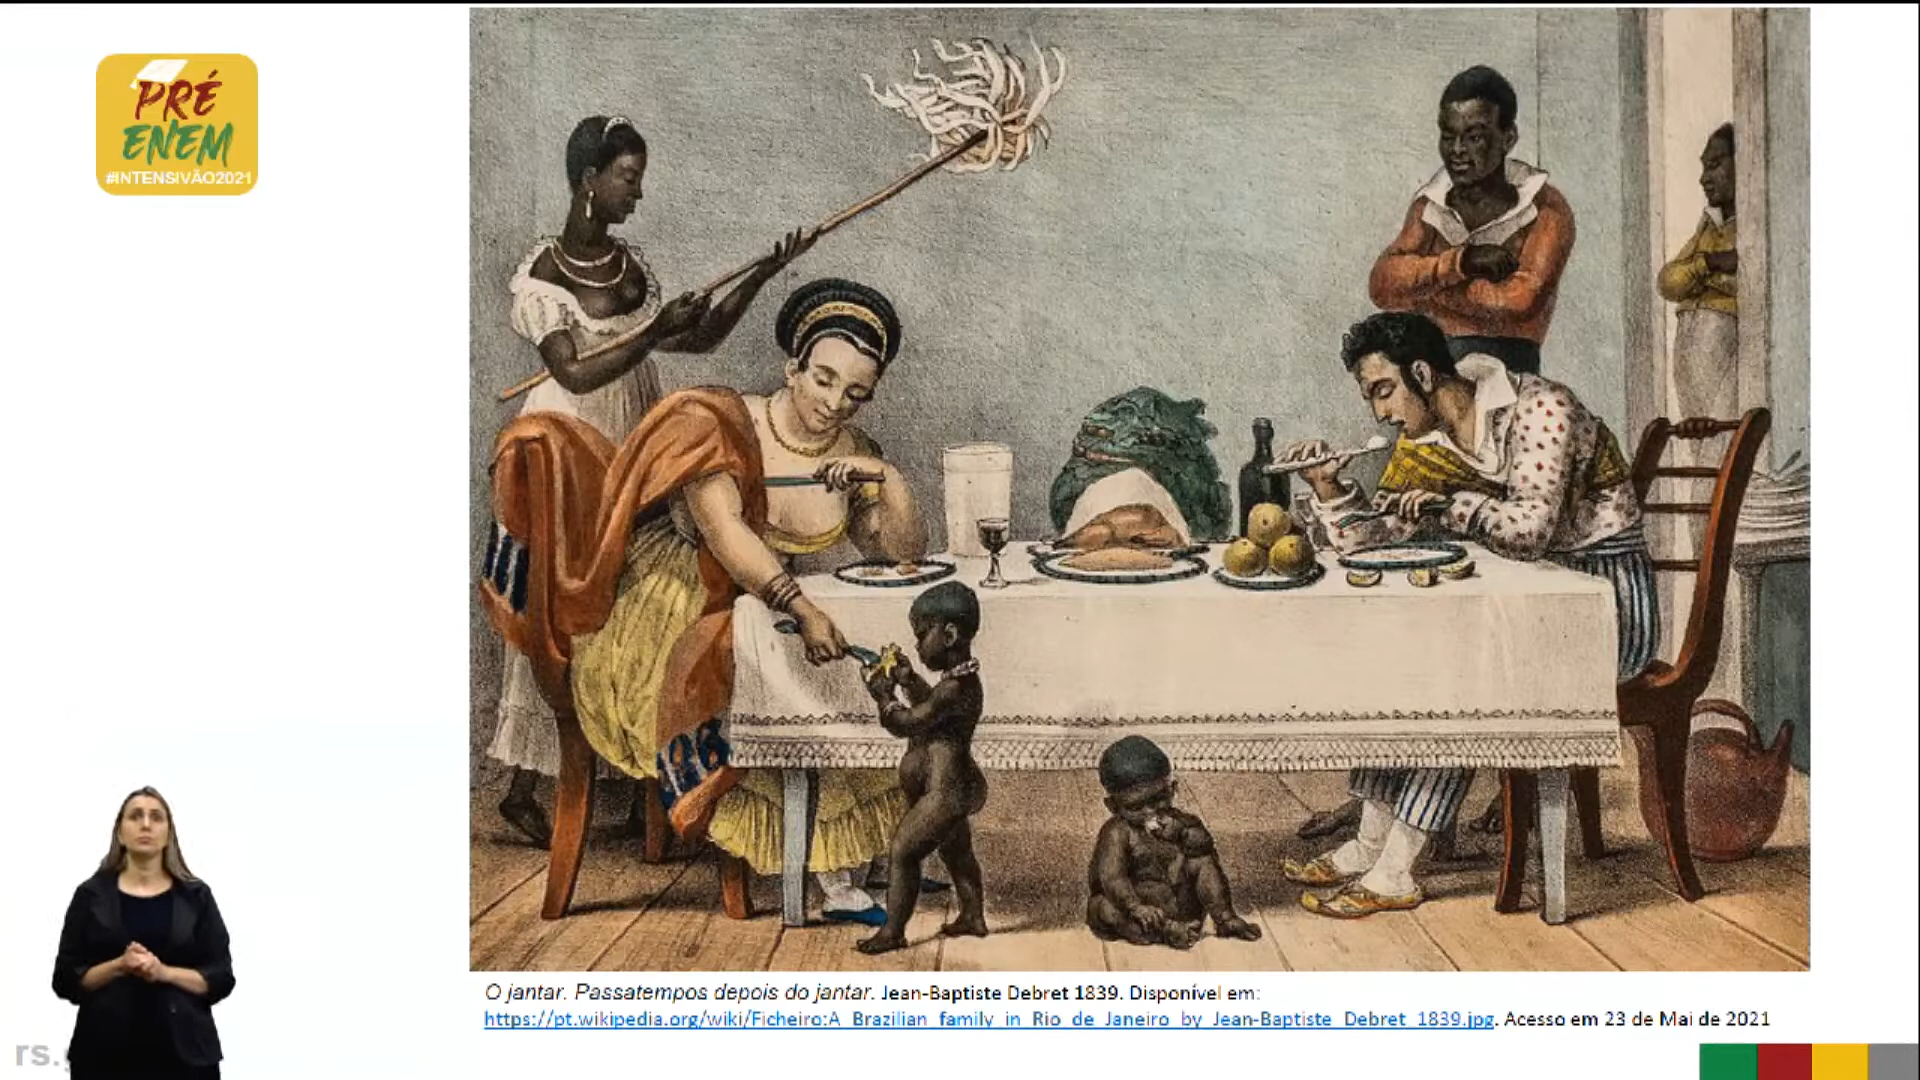 PRÉ
ENEM
#INTENSIVÃO2021
O jantar. Passatempos depois do jantar. Jean-Baptiste Debret 1839. Disponível em:
https://pt.wikipedia.org/wiki/Ficheiro:A_Brazilian_family_in_Rio_de_Janeiro_by_Jean-Baptiste_Debret_1839.jpg. Acesso em 23 de Mai de 2021
rs.